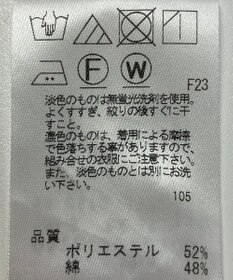 F
W
F23
淡色のものは無蛍光洗剤を使用。
よくすすぎ、絞りの後すぐに干
すこと。
濃色のものは、着用による摩擦
で色落ちする事がありますので、
組み合せの衣服にご注意下さい。
また、淡色のものとは別にお洗
い下さい。
105
品質
ポリエステル 52%
綿 48%